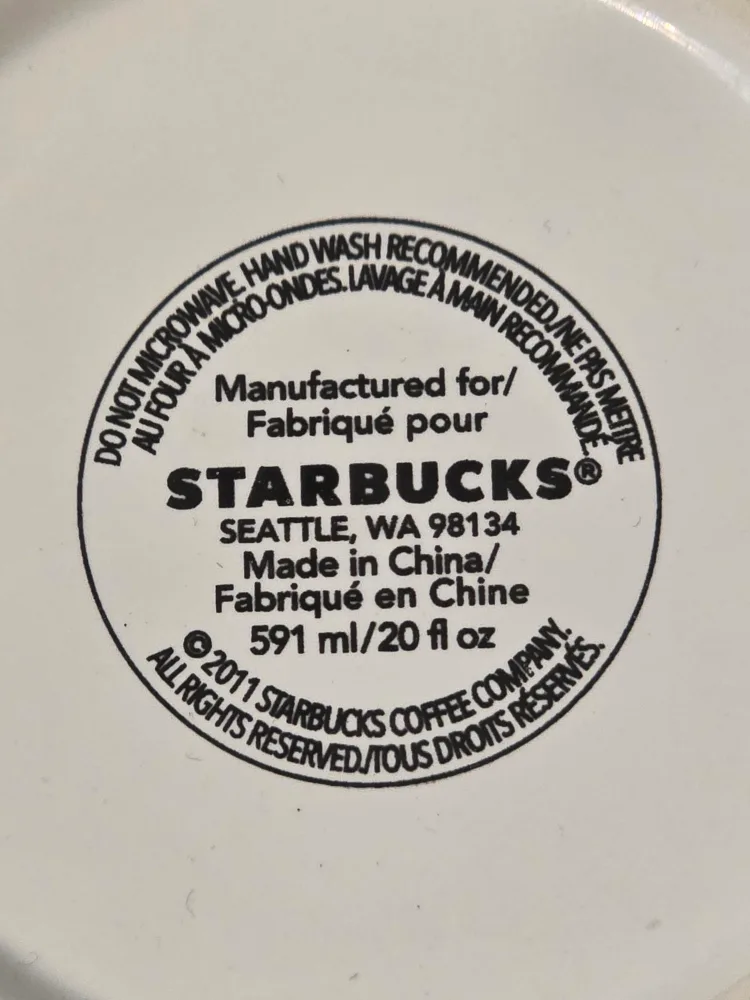 DO NOT MICROWAVE. HAND WASH RECOMMENDED./NE PAS METTRE
AU FOUR À MICRO-ONDES. LAVAGE À MAIN RECOMMANDÉ.
Manufactured for/
Fabriqué pour
STARBUCKS®
SEATTLE, WA 98134
Made in China/
Fabriqué en Chine
591 ml/20 fl oz
©2011 STARBUCKS COFFEE COMPANY.
ALL RIGHTS RESERVED./TOUS DROITS RÉSERVÉS.